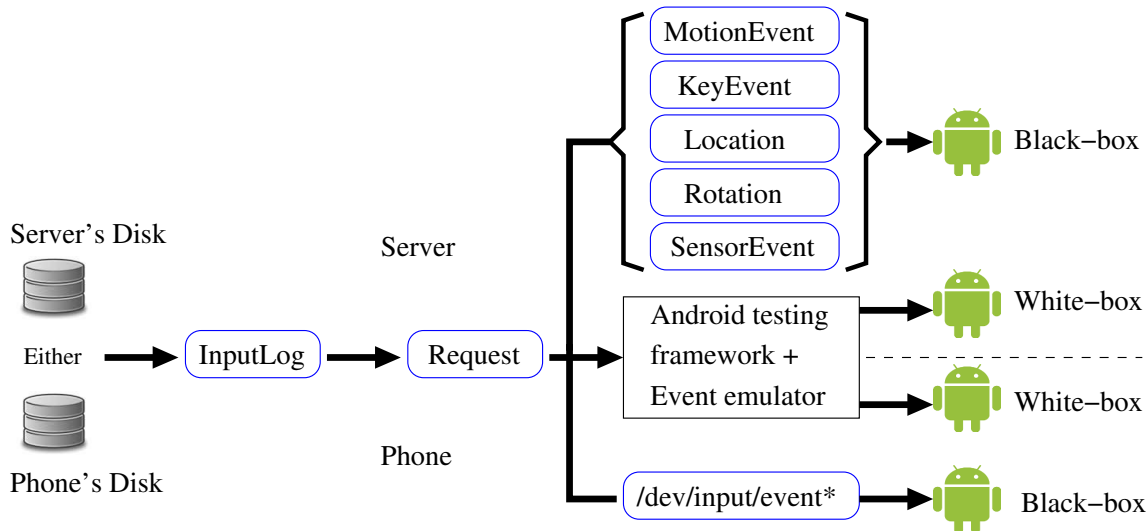 MotionEvent
KeyEvent
Location
Rotation
SensorEvent
Black−box
Server's Disk
Server
Either
InputLog
Request
Android testing
framework +
Event emulator
White−box
White−box
Phone
Phone's Disk
/dev/input/event*
Black−box